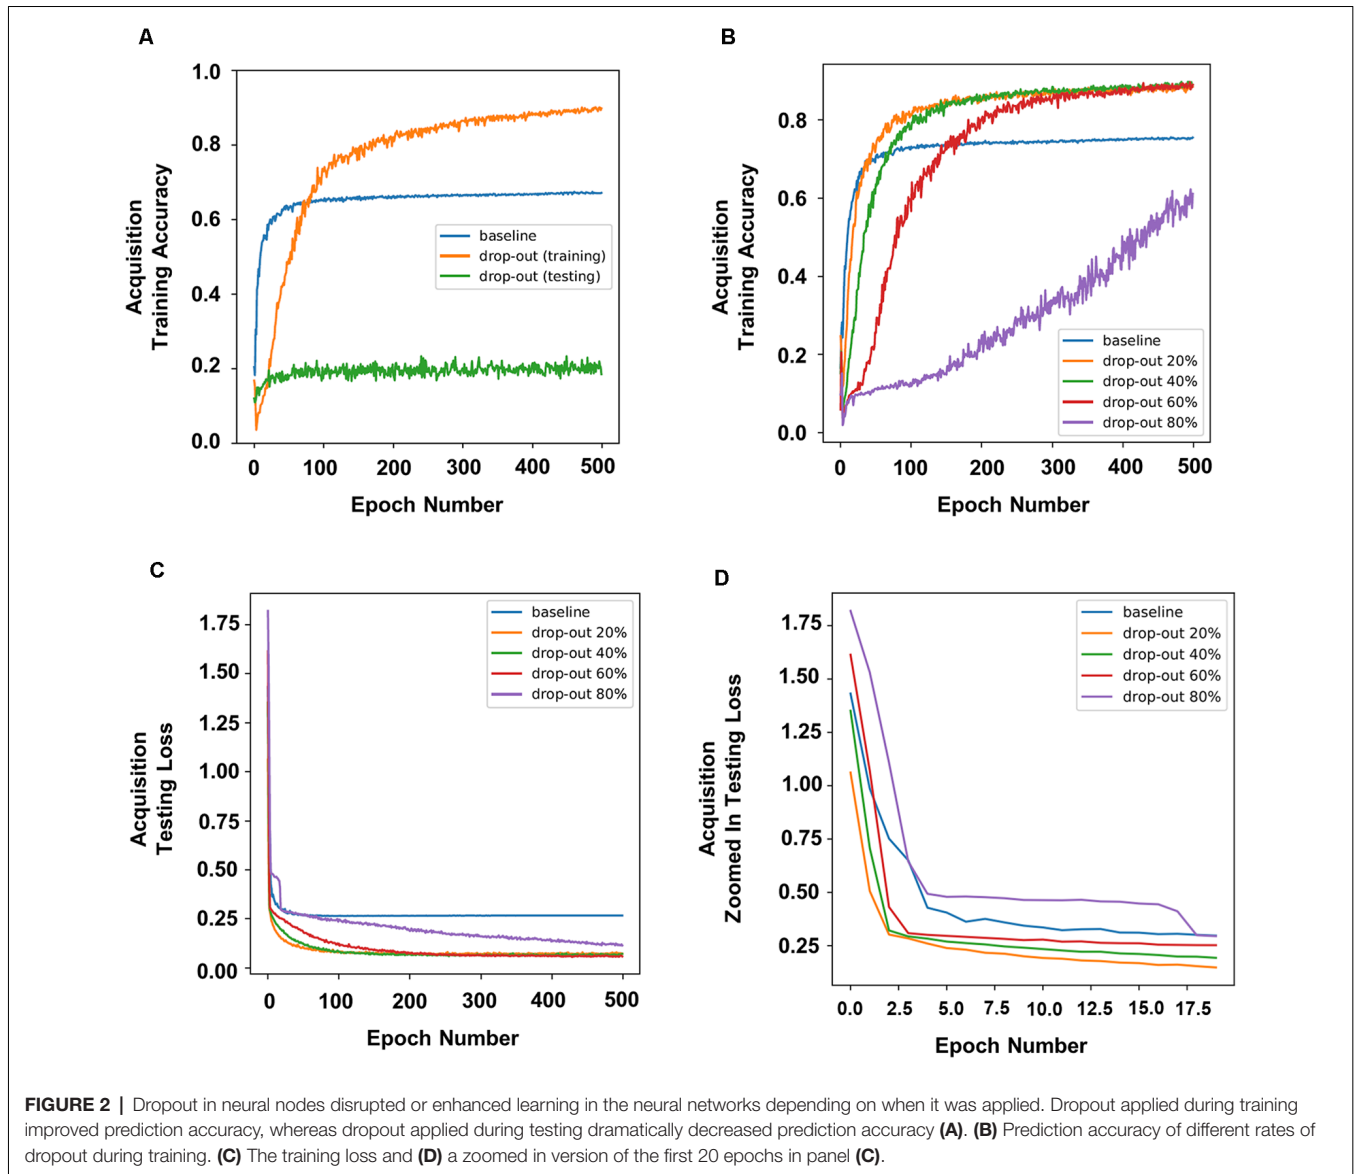 A
1.0
0.8
0.6
0.4
0.2
0.0
Acquisition
Training Accuracy
baseline
drop-out (training)
drop-out (testing)
0 100 200 300 400 500
Epoch Number
B
0.8
0.6
0.4
0.2
0.0
Acquisition
Training Accuracy
baseline
drop-out 20%
drop-out 40%
drop-out 60%
drop-out 80%
0 100 200 300 400 500
Epoch Number
C
1.75
1.50
1.25
1.00
0.75
0.50
0.25
0.00
Acquisition
Testing Loss
baseline
drop-out 20%
drop-out 40%
drop-out 60%
drop-out 80%
0 100 200 300 400 500
Epoch Number
D
1.75
1.50
1.25
1.00
0.75
0.50
0.25
Acquisition
Zoomed In Testing Loss
baseline
drop-out 20%
drop-out 40%
drop-out 60%
drop-out 80%
0.0 2.5 5.0 7.5 10.0 12.5 15.0 17.5
Epoch Number
FIGURE 2 | Dropout in neural nodes disrupted or enhanced learning in the neural networks depending on when it was applied. Dropout applied during training
improved prediction accuracy, whereas dropout applied during testing dramatically decreased prediction accuracy (A). (B) Prediction accuracy of different rates of
dropout during training. (C) The training loss and (D) a zoomed in version of the first 20 epochs in panel (C).